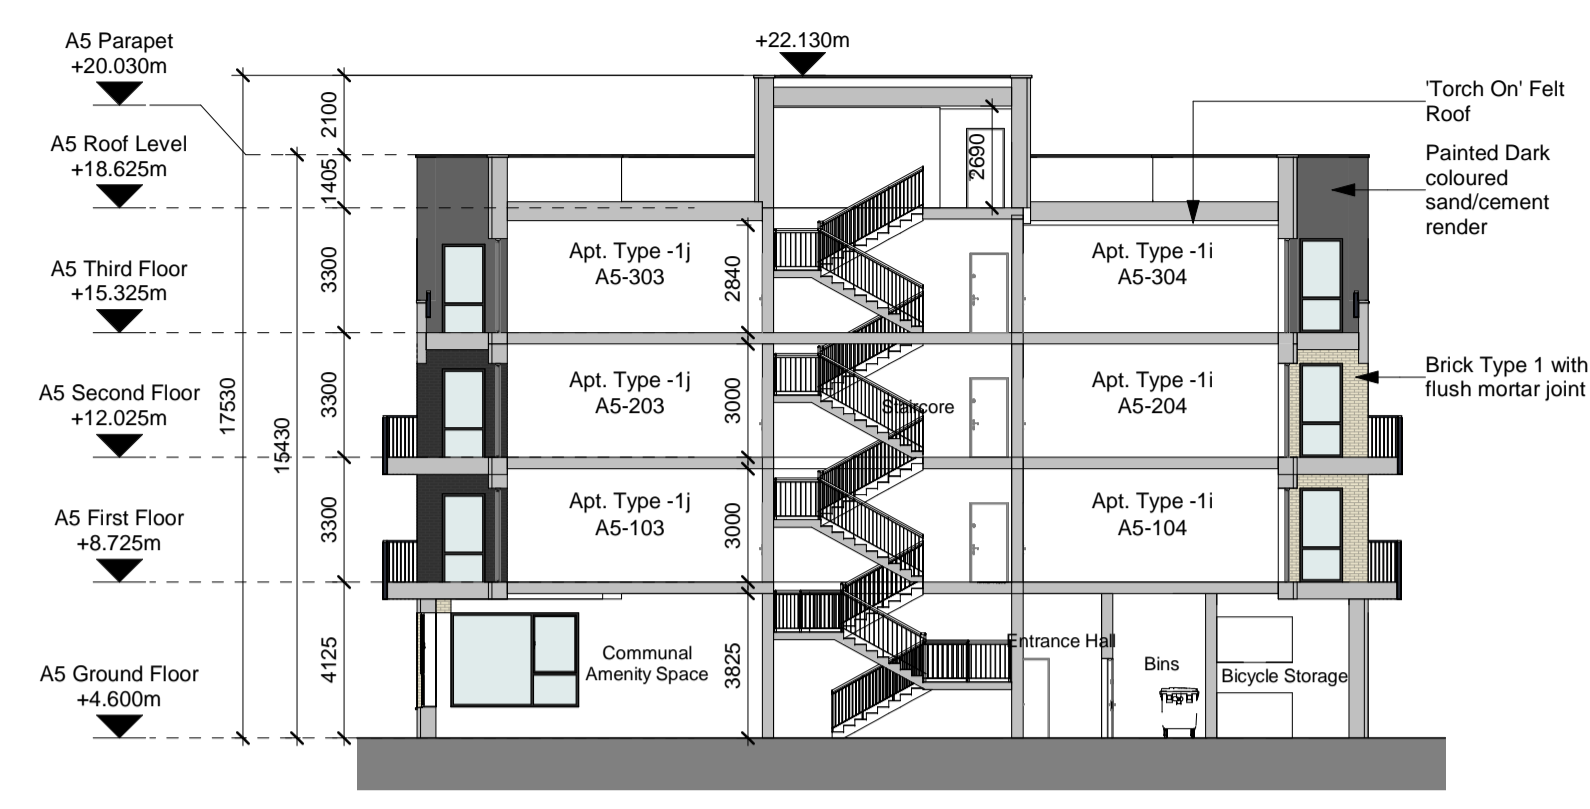 A5 Parapet
+20.030m
+22.130m
'Torch On' Felt
Roof
A5 Roof Level
+18.625m
Painted Dark
coloured
sand/cement
render
2100
1405
2690
A5 Third Floor
+15.325m
3300
Apt. Type -1j
A5-303
2840
Apt. Type -1i
A5-304
A5 Second Floor
+12.025m
17530
15430
3300
Apt. Type -1j
A5-203
3000
Staircore
Apt. Type -1i
A5-204
Brick Type 1 with
flush mortar joint
A5 First Floor
+8.725m
3300
Apt. Type -1j
A5-103
3000
Apt. Type -1i
A5-104
A5 Ground Floor
+4.600m
4125
Communal
Amenity Space
3825
Entrance Hall
Bins
Bicycle Storage